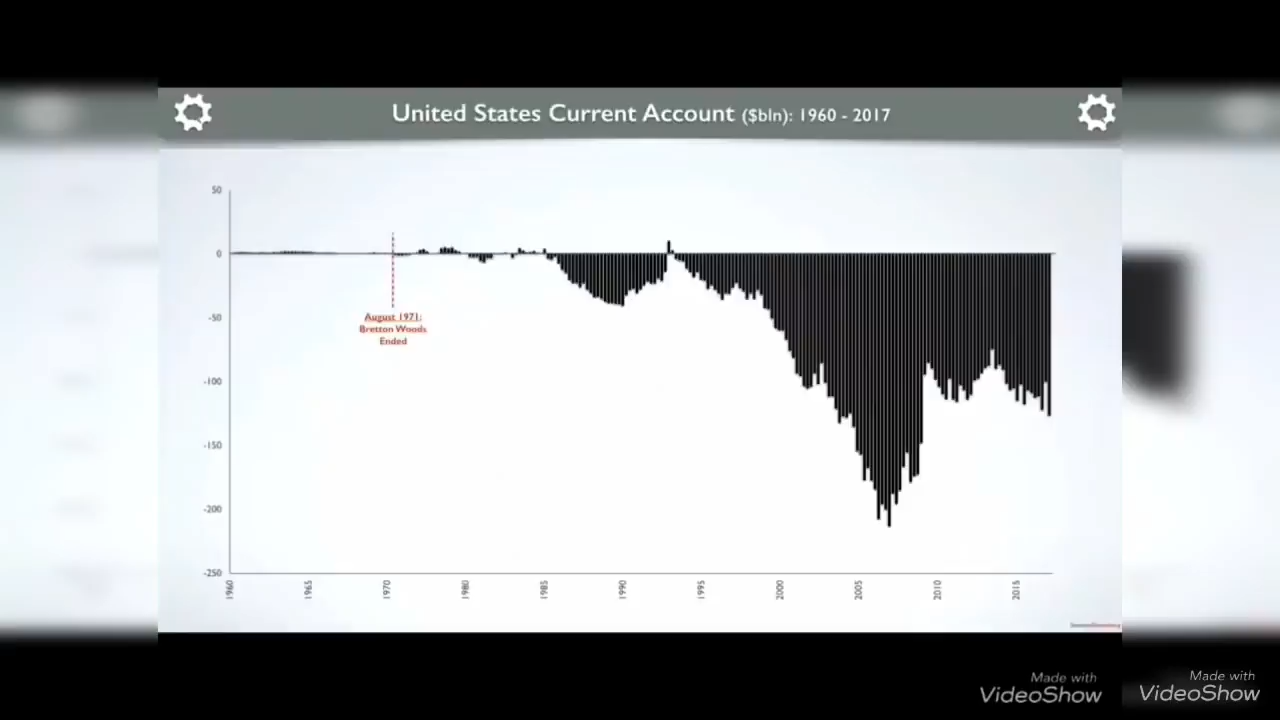 United States Current Account ($bln): 1960 - 2017
50
0
-50
-100
-150
-200
-250
August 1971:
Bretton Woods
Ended
1960
1965
1970
1980
1985
1990
1995
2000
2005
2010
2015
Made with
VideoShow
Made with
VideoShow